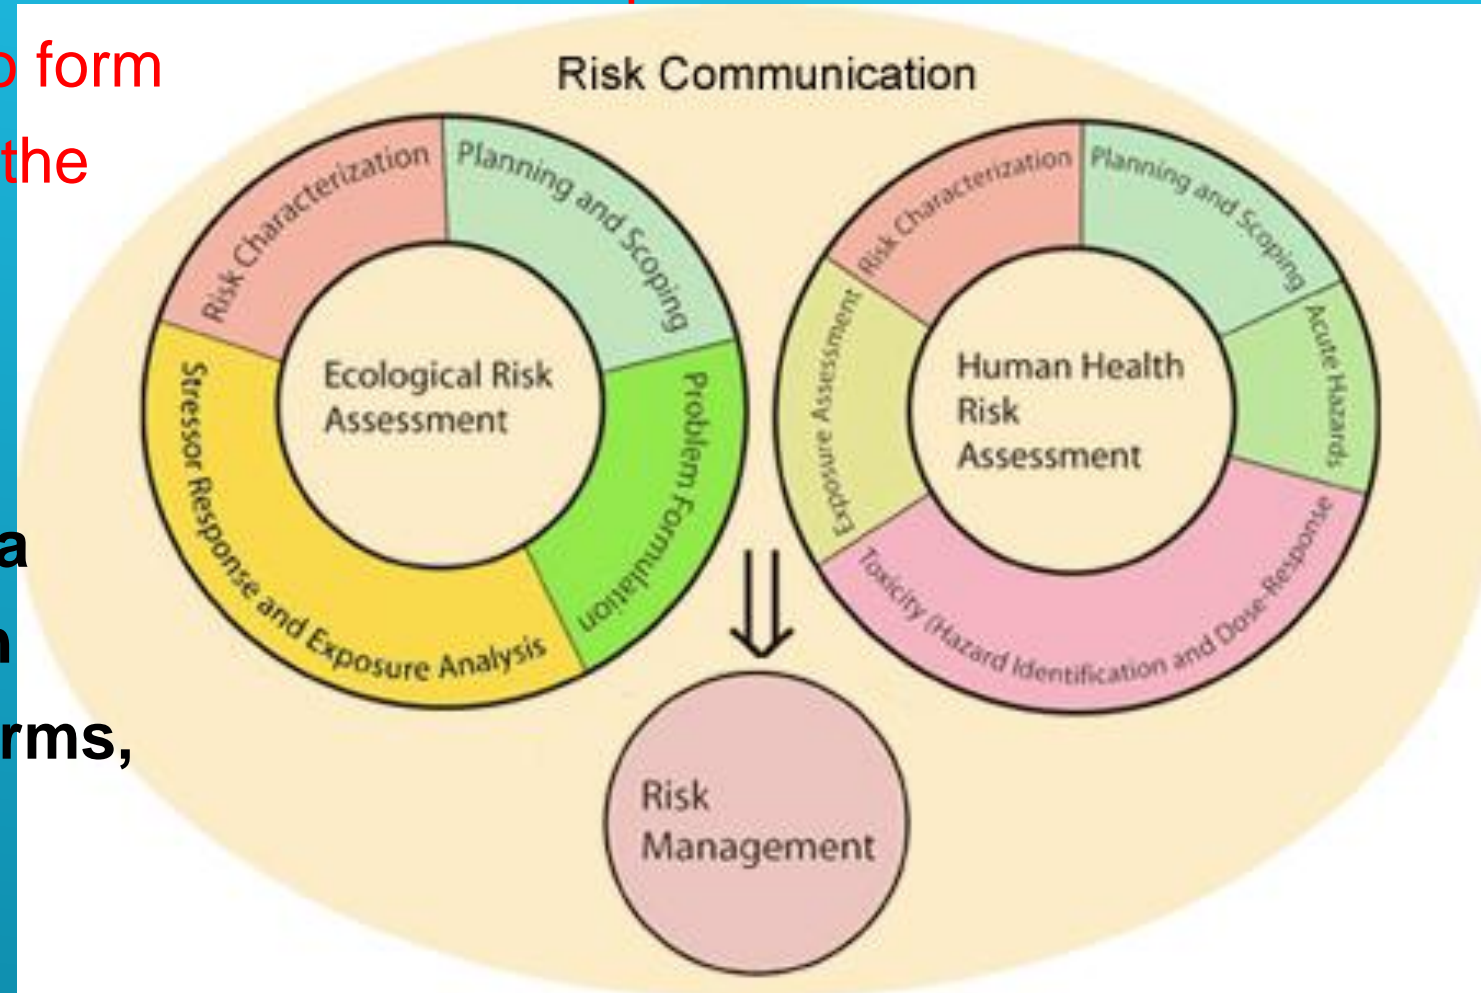 o form
the
a
n
rms,
Risk Communication
Risk Characterization
Planning and Scoping
Problem Formulation
Stressor Response and Exposure Analysis
Ecological Risk
Assessment
Risk Characterization
Planning and Scoping
Acute Hazards
Toxicity (Hazard Identification and Dose-Response
Exposure Assessment
Human Health
Risk
Assessment
Risk
Management